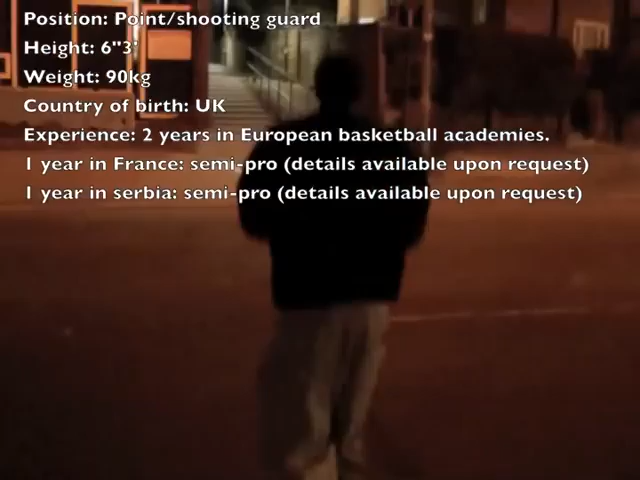 Position: Point/shooting guard
Height: 6"3'
Weight: 90kg
Country of birth: UK
Experience: 2 years in European basketball academies.
1 year in France: semi-pro (details available upon request)
1 year in serbia: semi-pro (details available upon request)